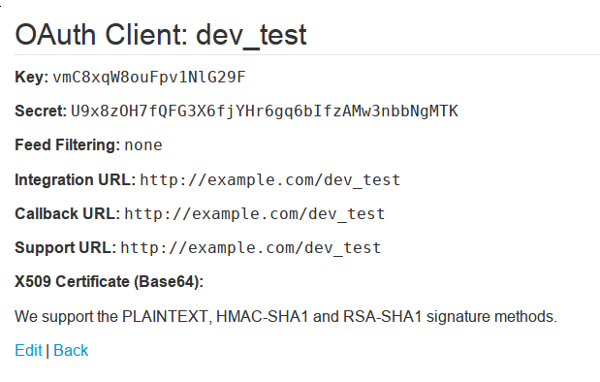 OAuth Client: dev_test
Key: vmC8xqW8ouFpv1NlG29F
Secret: U9x8zOH7fQFG3X6fjYHr6gq6bIfzAMw3nbbNgMTK
Feed Filtering: none
Integration URL: http://example.com/dev_test
Callback URL: http://example.com/dev_test
Support URL: http://example.com/dev_test
X509 Certificate (Base64):
We support the PLAINTEXT, HMAC-SHA1 and RSA-SHA1 signature methods.
Edit | Back